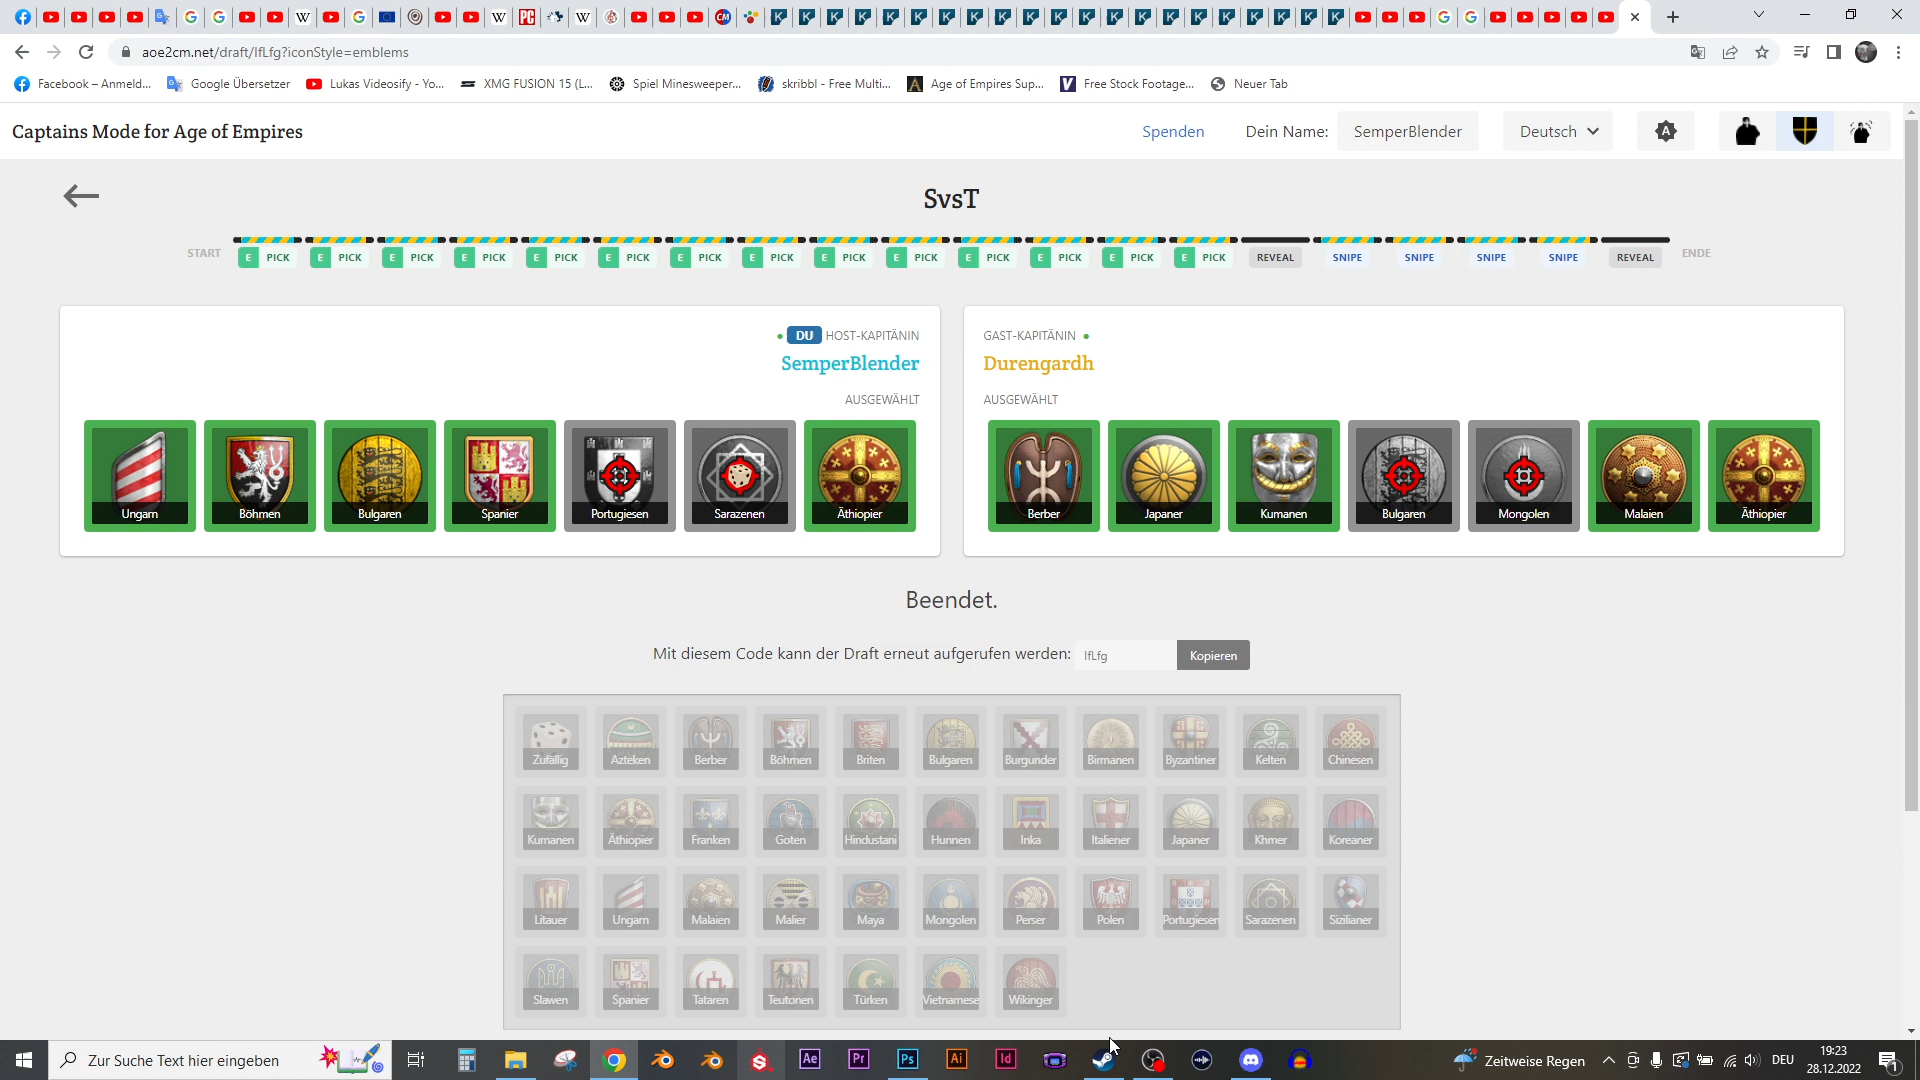 aoe2cm.net/draft/IfLfg?iconStyle=emblems
Facebook – Anmeld...
Google Übersetzer
Lukas Videosify - Yo...
XMG FUSION 15 (L...
Spiel Minesweeper...
skribbl - Free Multi...
Age of Empires Sup...
Free Stock Footage...
Neuer Tab
Captains Mode for Age of Empires
Spenden
Dein Name:
SemperBlender
Deutsch
SvsT
START
E PICK
E PICK
E PICK
E PICK
E PICK
E PICK
E PICK
E PICK
E PICK
E PICK
E PICK
E PICK
E PICK
E PICK
REVEAL
SNIPE
SNIPE
SNIPE
SNIPE
REVEAL
ENDE
DU HOST-KAPITÄNIN
SemperBlender
AUSGEWÄHLT
Ungarn
Böhmen
Bulgaren
Spanier
Portugiesen
Sarazenen
Äthiopier
GAST-KAPITÄNIN
Durengardh
AUSGEWÄHLT
Berber
Japaner
Kumanen
Bulgaren
Mongolen
Malaien
Äthiopier
Beendet.
Mit diesem Code kann der Draft erneut aufgerufen werden:
IfLfg
Kopieren
Zufällig
Azteken
Berber
Böhmen
Briten
Bulgaren
Burgunder
Birmanen
Byzantiner
Kelten
Chinesen
Kumanen
Äthiopier
Franken
Goten
Hindustani
Hunnen
Inka
Italiener
Japaner
Khmer
Koreaner
Litauer
Ungarn
Malaien
Malier
Maya
Mongolen
Perser
Polen
Portugiesen
Sarazenen
Sizilianer
Slawen
Spanier
Tataren
Teutonen
Türken
Vietnamese
Wikinger
Zur Suche Text hier eingeben
Ae
Pr
Ps
Ai
Id
Zeitweise Regen
DEU
19:23
28.12.2022
1